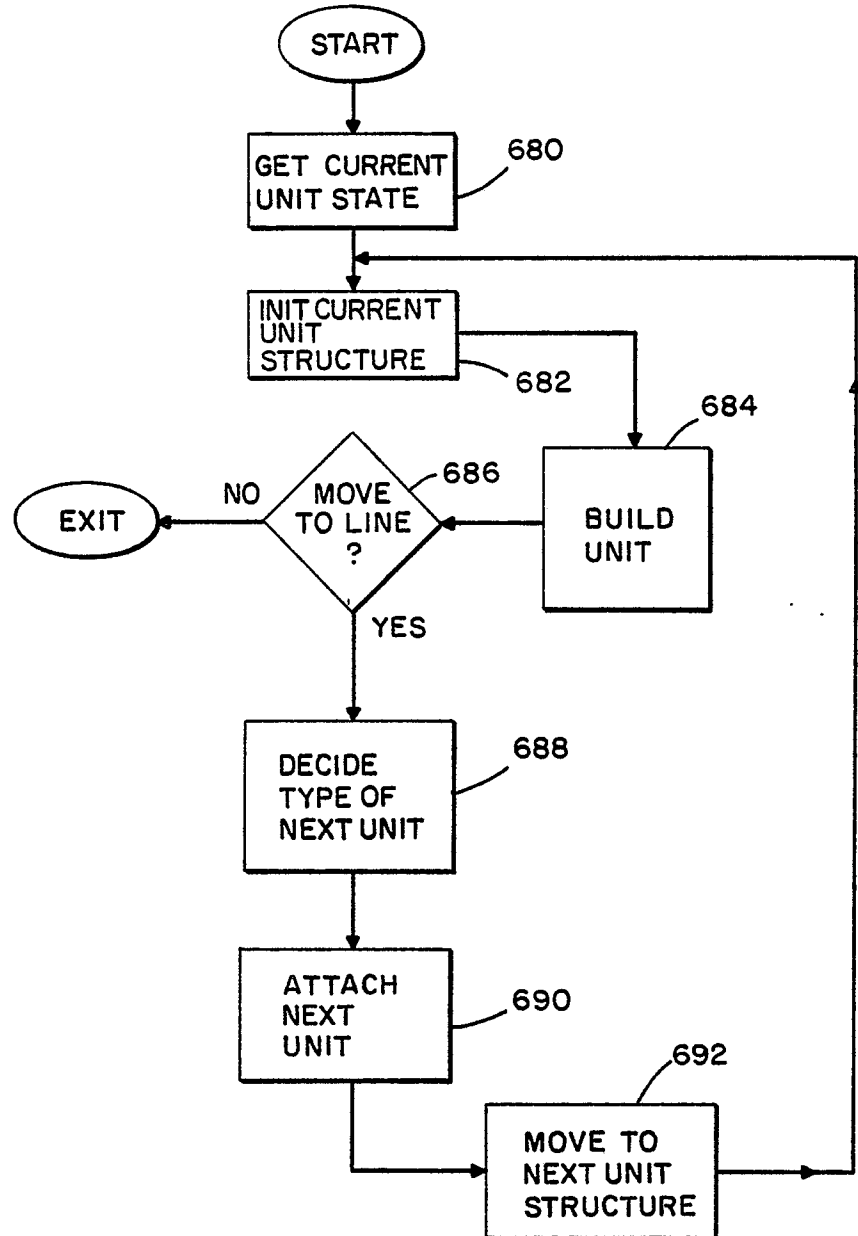 START
GET CURRENT
UNIT STATE
680
INIT CURRENT
UNIT
STRUCTURE
682
684
BUILD
UNIT
686
MOVE
TO LINE
?
NO
EXIT
YES
DECIDE
TYPE OF
NEXT UNIT
688
ATTACH
NEXT
UNIT
690
692
MOVE TO
NEXT UNIT
STRUCTURE